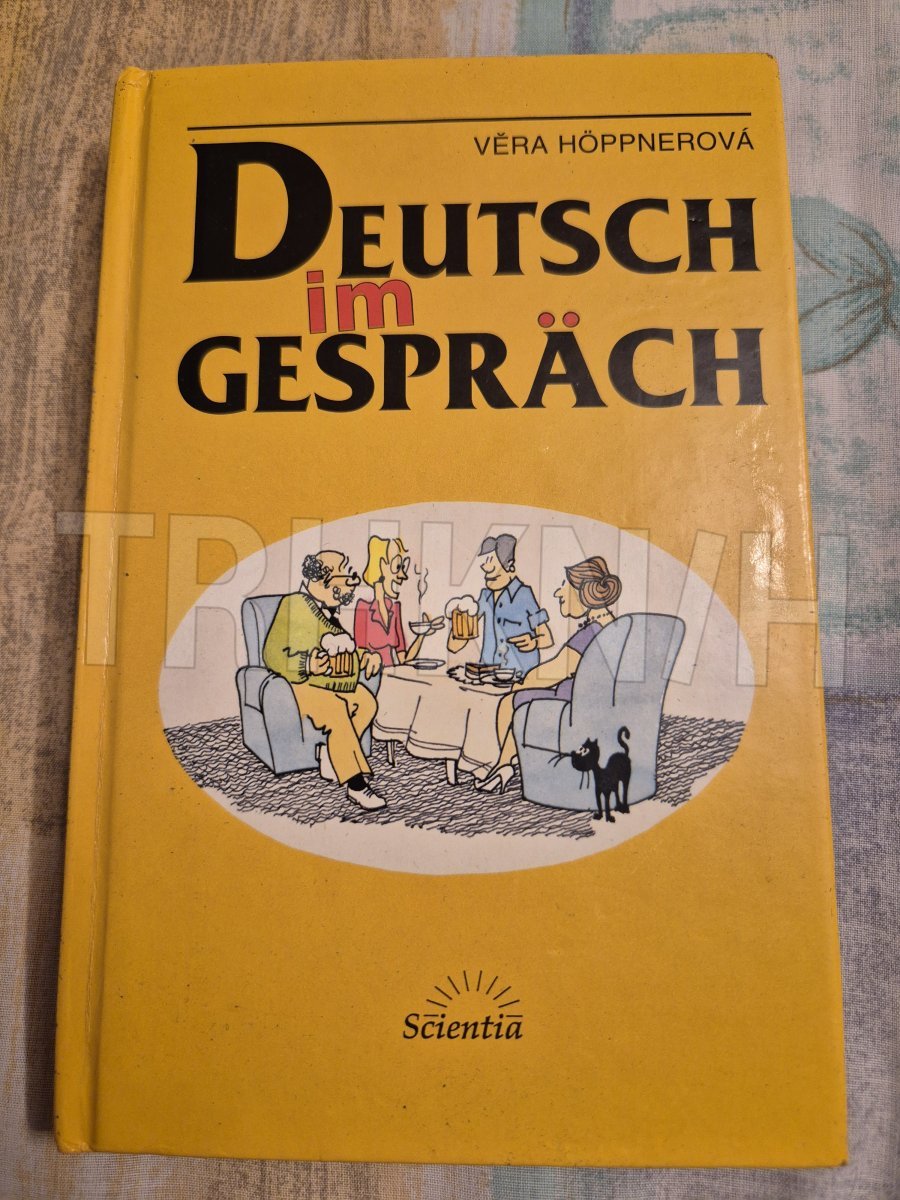 VĚRA HÖPPNEROVÁ
DEUTSCH
im
GESPRÄCH
Scientia